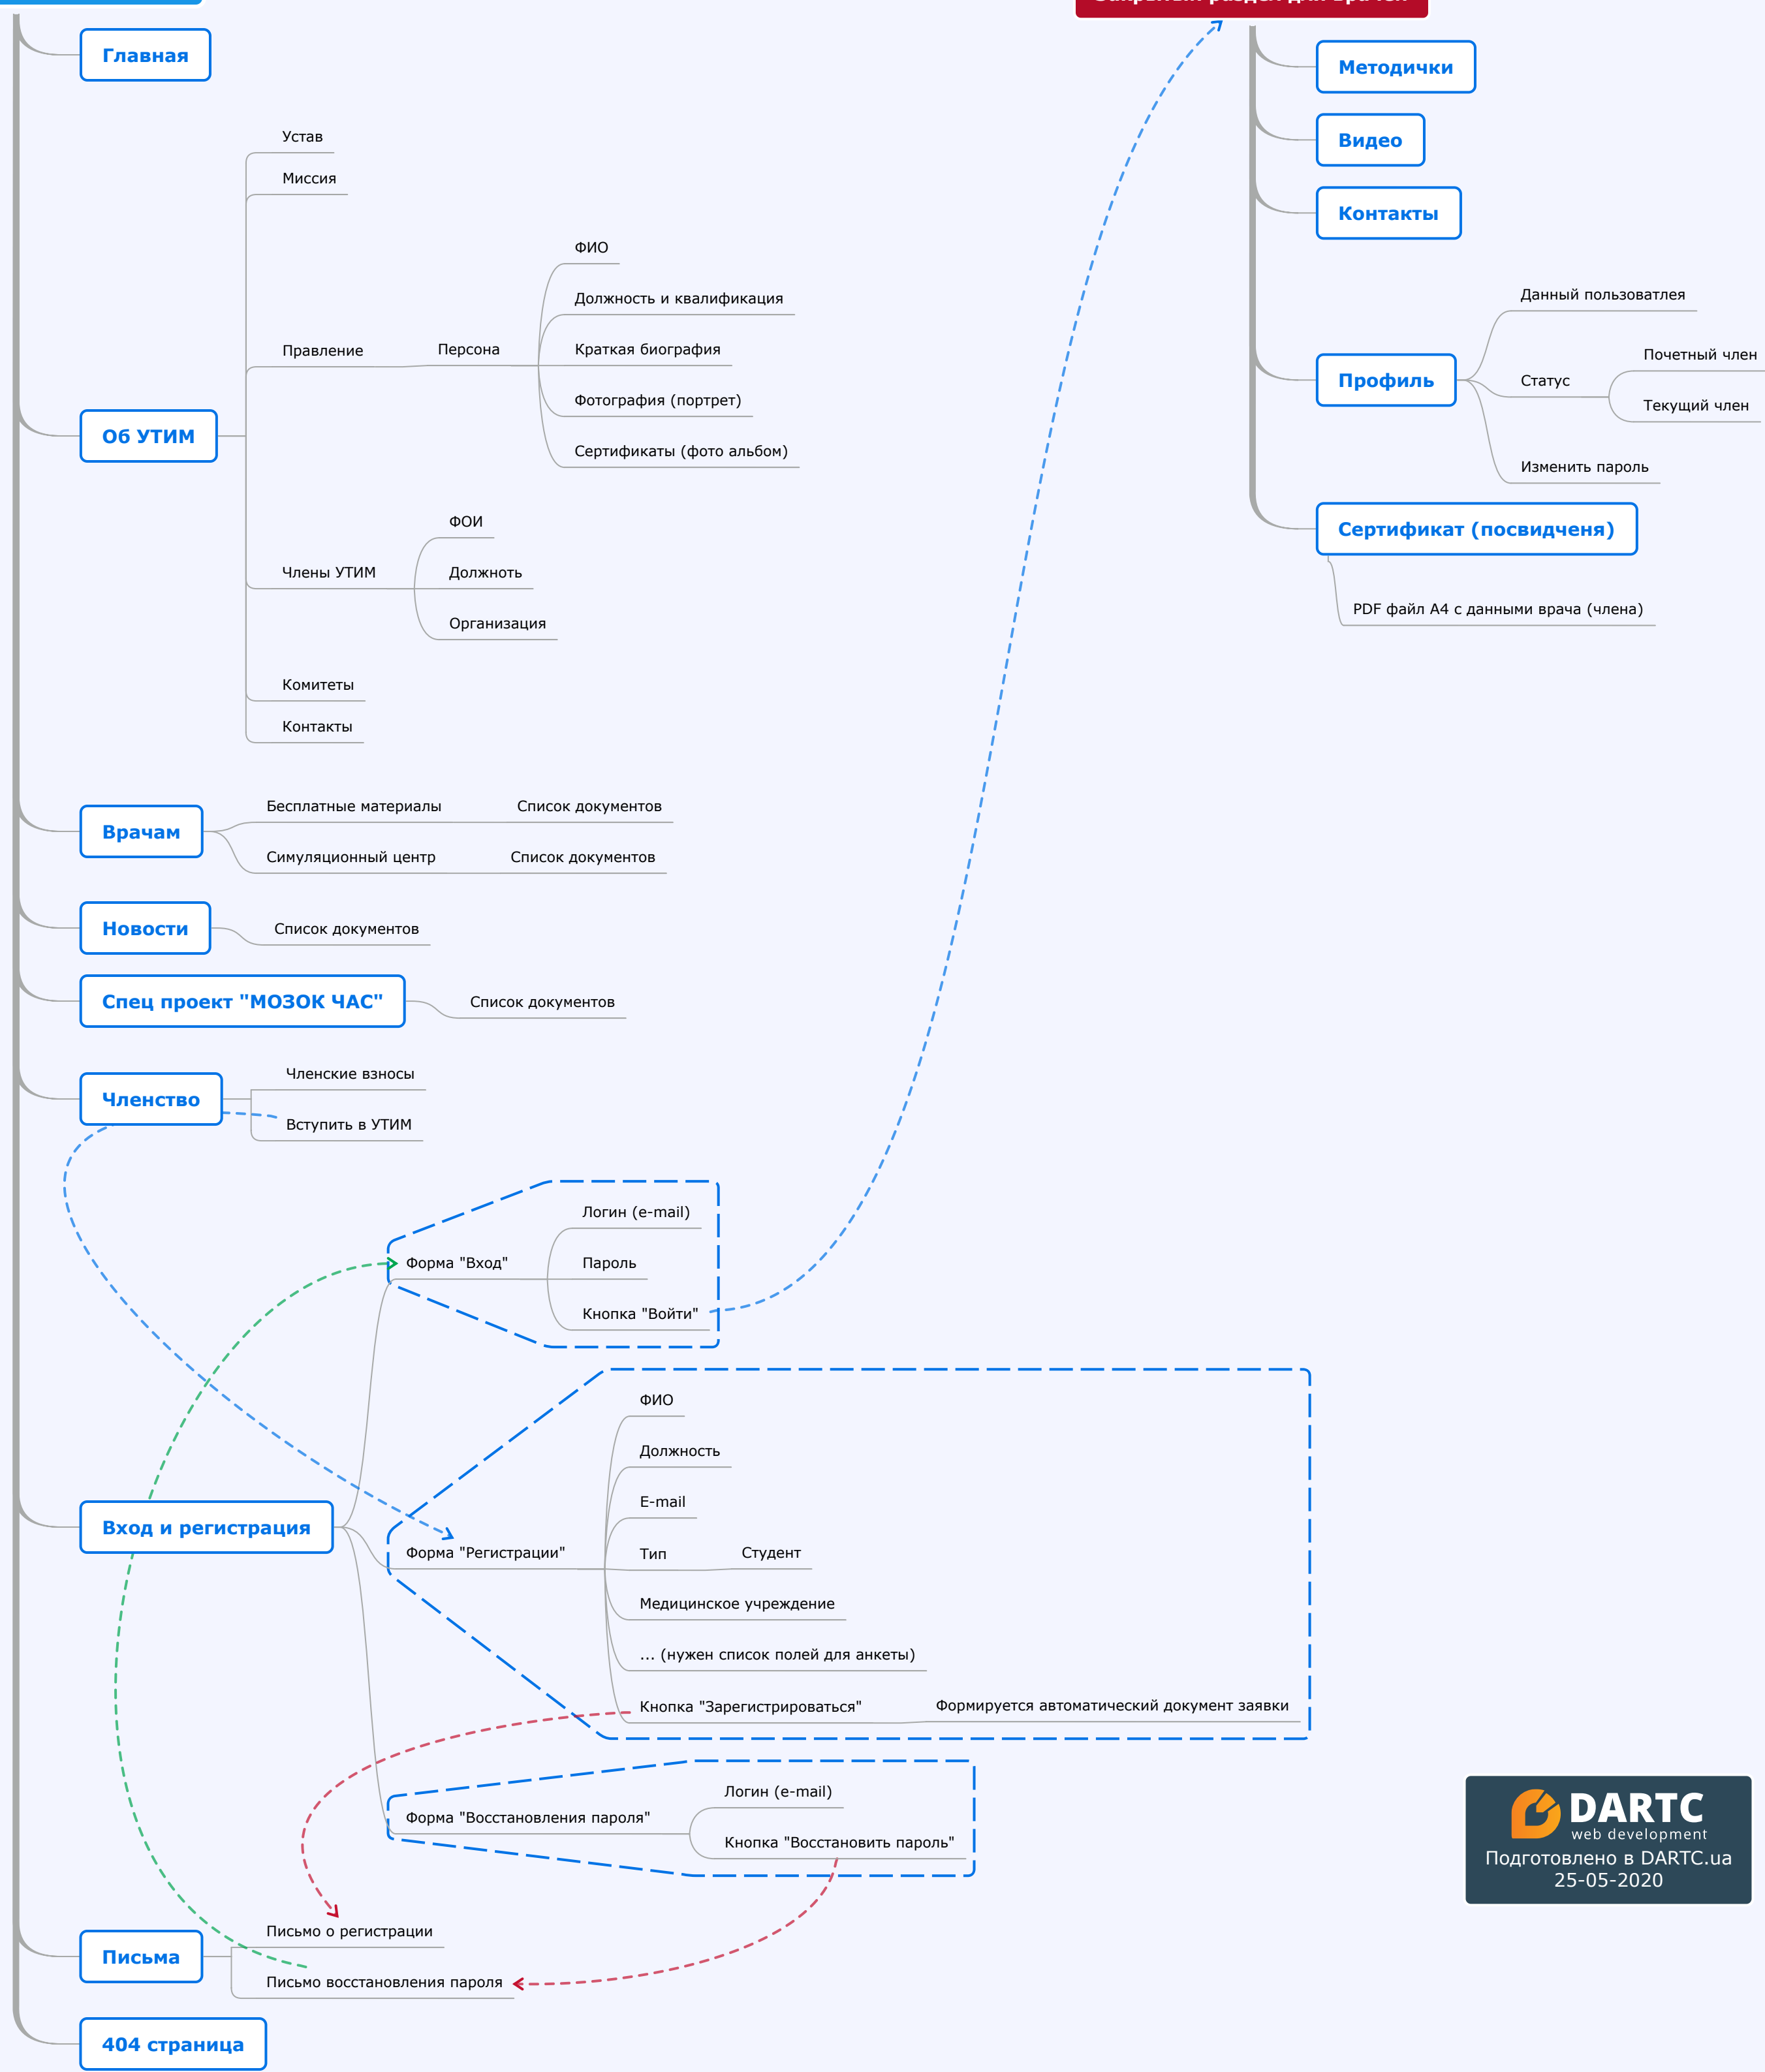 Закрытый раздел для врачей
Главная
Устав
Миссия
ФИО
Должность и квалификация
Правление
Персона
Краткая биография
Фотография (портрет)
Об УТИМ
Сертификаты (фото альбом)
ФОИ
Члены УТИМ
Должноть
Организация
Комитеты
Контакты
Врачам
Бесплатные материалы
Список документов
Симуляционный центр
Список документов
Новости
Список документов
Спец проект "МОЗОК ЧАС"
Список документов
Членство
Членские взносы
Вступить в УТИМ
Логин (e-mail)
Форма "Вход"
Пароль
Кнопка "Войти"
ФИО
Должность
E-mail
Вход и регистрация
Форма "Регистрации"
Тип
Студент
Медицинское учреждение
... (нужен список полей для анкеты)
Кнопка "Зарегистрироваться"
Формируется автоматический документ заявки
Логин (e-mail)
Форма "Восстановления пароля"
Кнопка "Восстановить пароль"
Письма
Письмо о регистрации
Письмо восстановления пароля
404 страница
Методички
Видео
Контакты
Данный пользоватлея
Почетный член
Профиль
Статус
Текущий член
Изменить пароль
Сертификат (посвидченя)
PDF файл А4 с данными врача (члена)
DARTC
web development
Подготовлено в DARTC.ua
25-05-2020